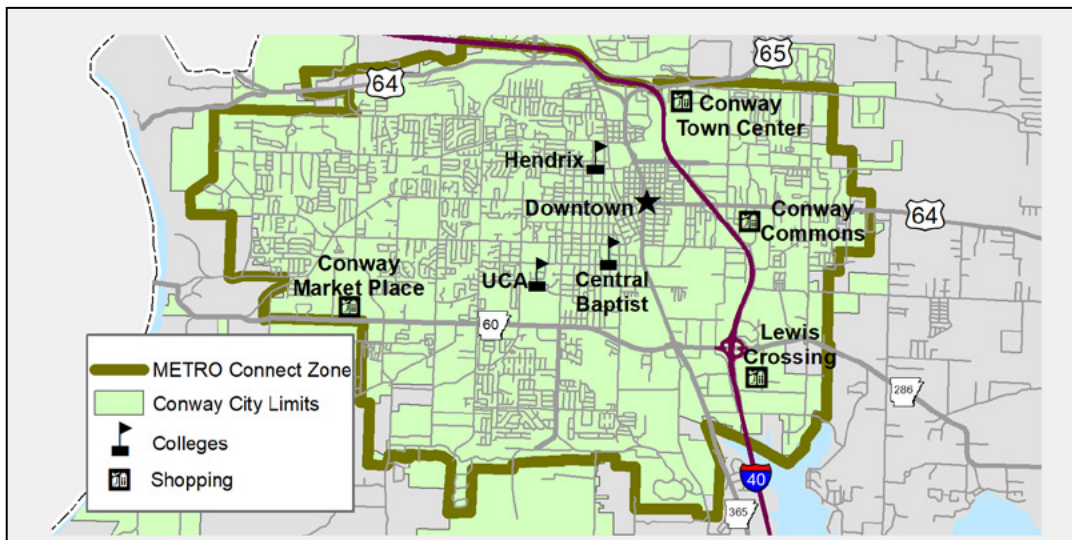 65
64
Conway
Town Center
Hendrix
Downtown
Conway
Commons
64
UCA
Central
Baptist
Conway
Market Place
60
Lewis
Crossing
286
METRO Connect Zone
Conway City Limits
Colleges
Shopping
40
365